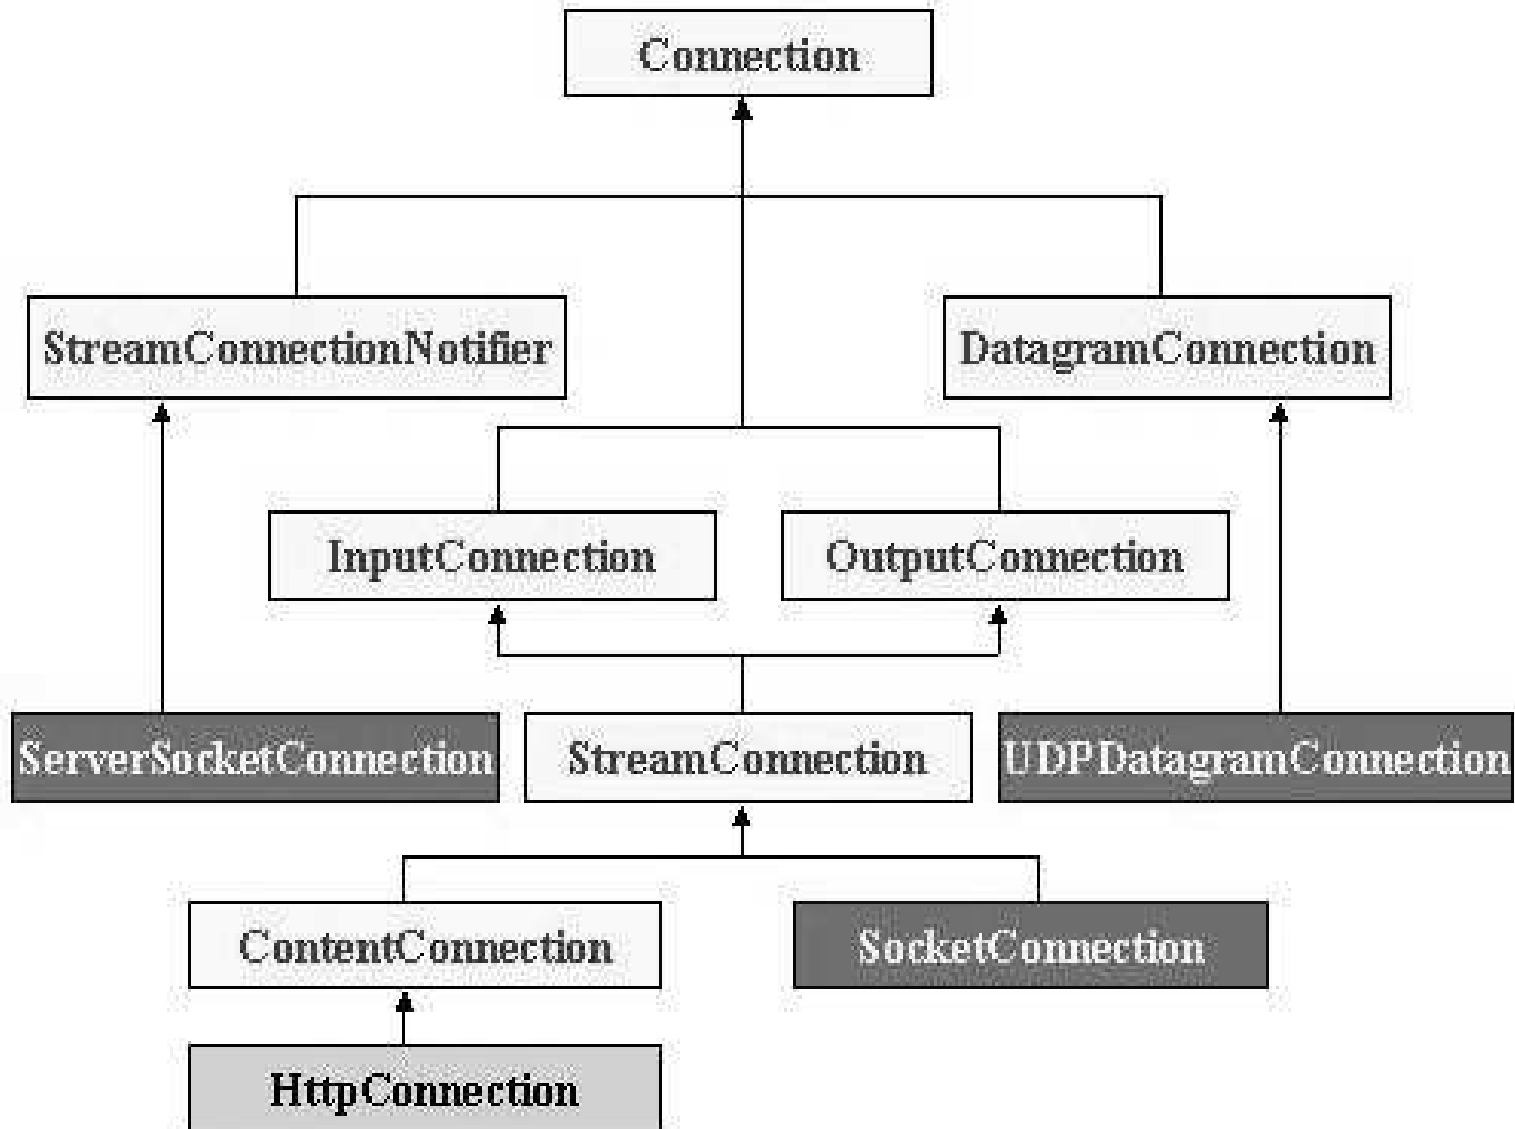 Connection
StreamConnectionNotifier
DatagramConnection
InputConnection
OutputConnection
ServerSocketConnection
StreamConnection
UDPDatagramConnection
ContentConnection
SocketConnection
HttpConnection